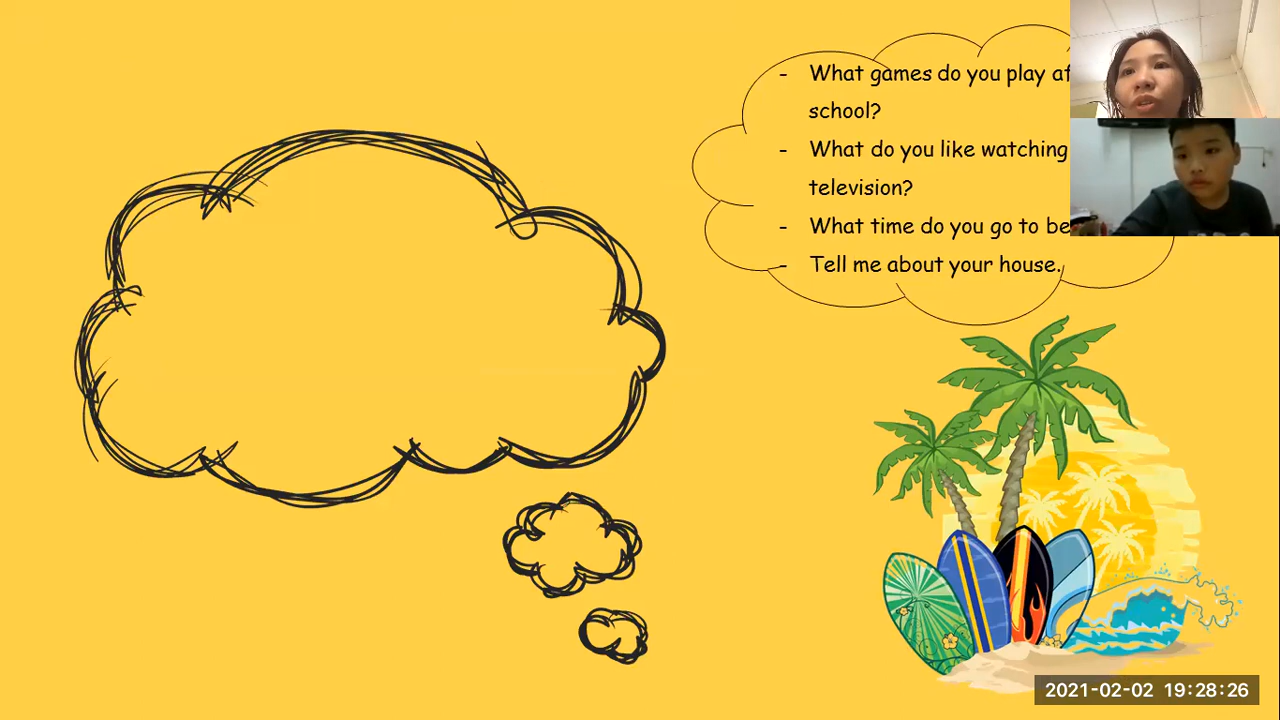 - What games do you play af
school?
- What do you like watching
television?
- What time do you go to be
- Tell me about your house.
2021-02-02 19:28:26